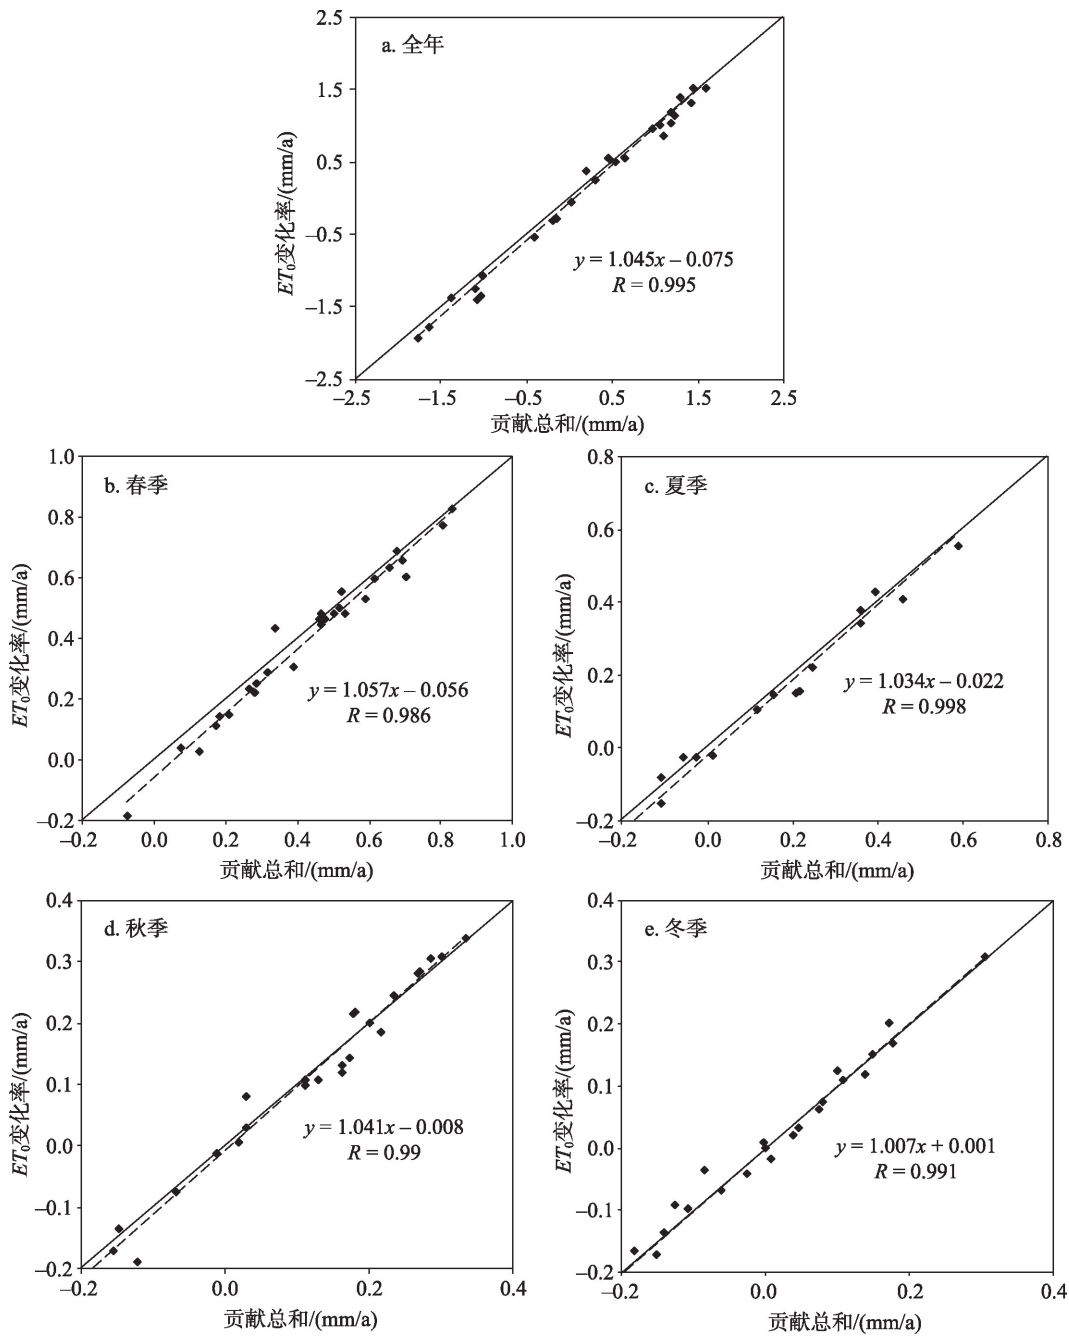 a. 全年
2.5
1.5
0.5
−0.5
−1.5
−2.5
ET0变化率/(mm/a)
y = 1.045x − 0.075
R = 0.995
−2.5 −1.5 −0.5 0.5 1.5 2.5
贡献总和/(mm/a)
b. 春季
1.0
0.8
0.6
0.4
0.2
0.0
−0.2
ET0变化率/(mm/a)
y = 1.057x − 0.056
R = 0.986
−0.2 0.0 0.2 0.4 0.6 0.8 1.0
贡献总和/(mm/a)
c. 夏季
0.8
0.6
0.4
0.2
0.0
−0.2
ET0变化率/(mm/a)
y = 1.034x − 0.022
R = 0.998
−0.2 0.0 0.2 0.4 0.6 0.8
贡献总和/(mm/a)
d. 秋季
0.4
0.3
0.2
0.1
0.0
−0.1
−0.2
ET0变化率/(mm/a)
y = 1.041x − 0.008
R = 0.99
−0.2 0.0 0.2 0.4
贡献总和/(mm/a)
e. 冬季
0.4
0.3
0.2
0.1
0.0
−0.1
−0.2
ET0变化率/(mm/a)
y = 1.007x + 0.001
R = 0.991
−0.2 0.0 0.2 0.4
贡献总和/(mm/a)